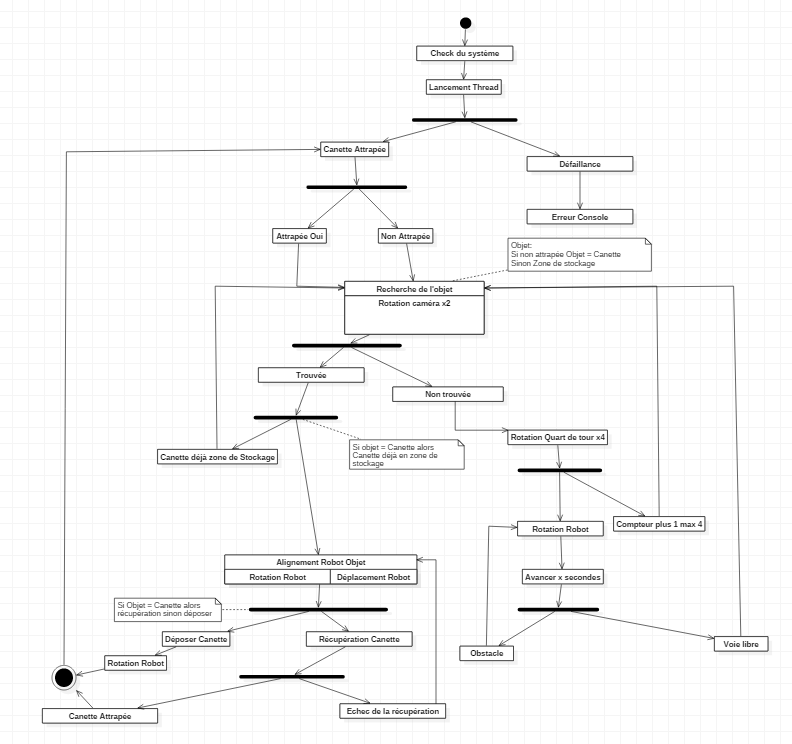 Check du système
Lancement Thread
Canette Attrapée
Défaillance
Erreur Console
Attrapée Oui
Non Attrapée
Objet:
Si non attrapée Objet = Canette
Sinon Zone de stockage
Recherche de l'objet
Rotation caméra x2
Trouvée
Non trouvée
Rotation Quart de tour x4
Si objet = Canette alors
Canette déjà en zone de
stockage
Canette déjà zone de Stockage
Compteur plus 1 max 4
Rotation Robot
Alignement Robot Objet
Rotation Robot
Déplacement Robot
Avancer x secondes
Si Objet = Canette alors
récupération sinon déposer
Déposer Canette
Récupération Canette
Obstacle
Voie libre
Rotation Robot
Canette Attrapée
Echec de la récupération